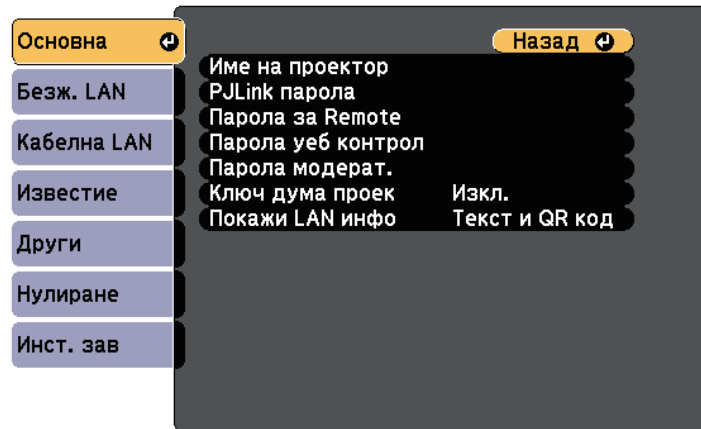 Основна
Безж. LAN
Кабелна LAN
Известие
Други
Нулиране
Инст. зав
Назад
Име на проектор
PJLink парола
Парола за Remote
Парола уеб контрол
Парола модерат.
Ключ дума проек Изкл.
Покажи LAN инфо Текст и QR код